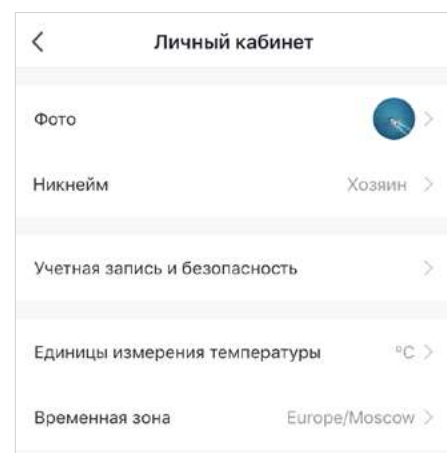 Личный кабинет
Фото
Никнейм Хозяин
Учетная запись и безопасность
Единицы измерения температуры °C
Временная зона Europe/Moscow